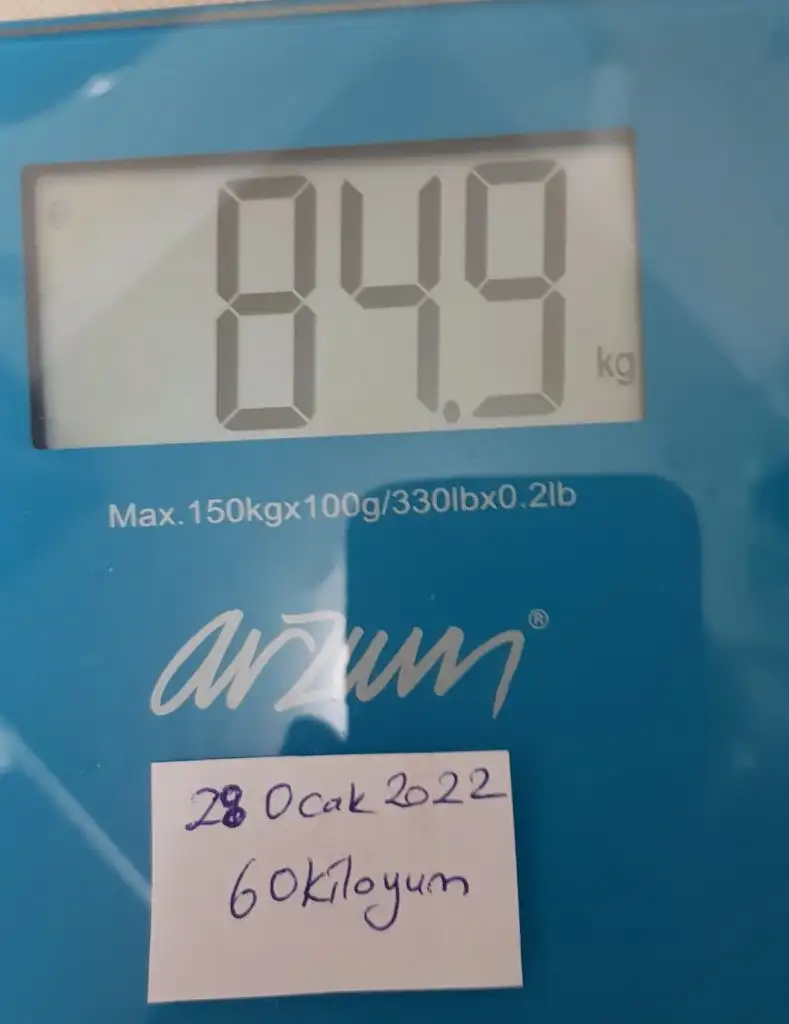 84.9 kg
Max.150kgx100g/330lbx0.2lb
arzum®
28 Ocak 2022
60kiloyum